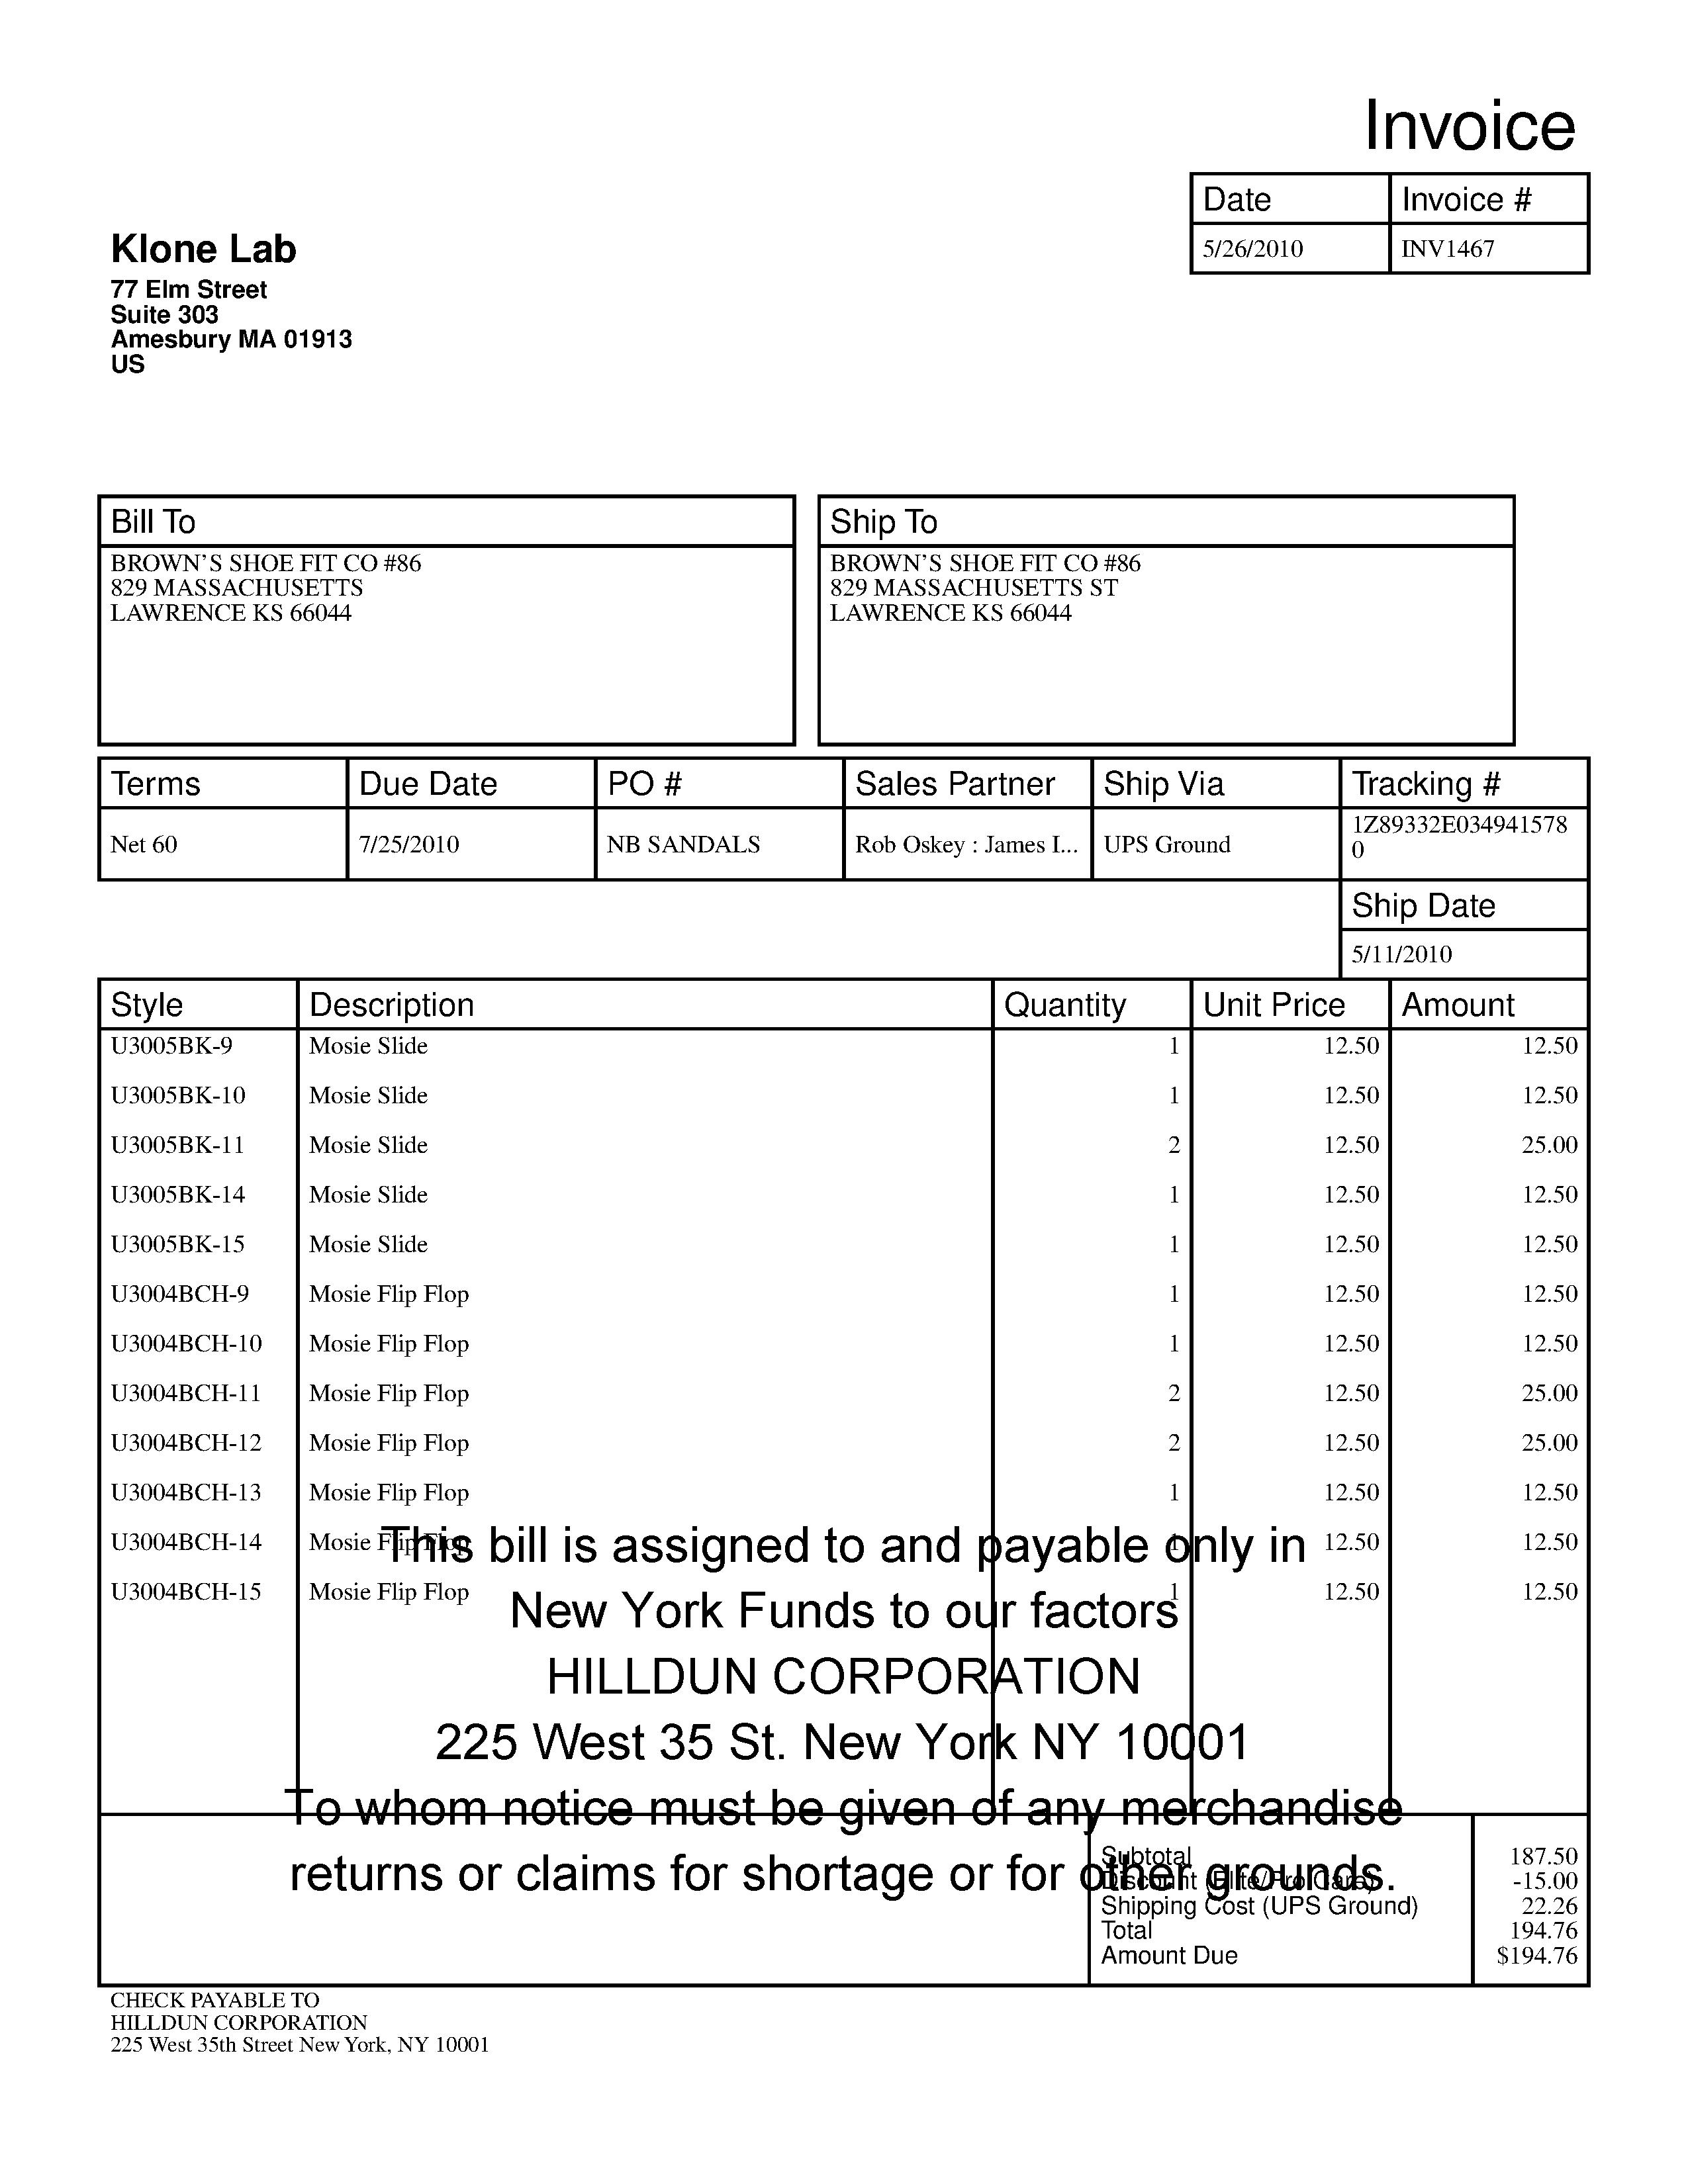 Invoice
Date Invoice #
5/26/2010 INV1467
Klone Lab
77 Elm Street
Suite 303
Amesbury MA 01913
US
Bill To
BROWN'S SHOE FIT CO #86
829 MASSACHUSETTS
LAWRENCE KS 66044
Ship To
BROWN'S SHOE FIT CO #86
829 MASSACHUSETTS ST
LAWRENCE KS 66044
Terms Due Date PO # Sales Partner Ship Via Tracking #
Net 60 7/25/2010 NB SANDALS Rob Oskey : James I... UPS Ground 1Z89332E034941578
0
Ship Date
5/11/2010
Style Description Quantity Unit Price Amount
U3005BK-9 Mosie Slide 1 12.50 12.50
U3005BK-10 Mosie Slide 1 12.50 12.50
U3005BK-11 Mosie Slide 2 12.50 25.00
U3005BK-14 Mosie Slide 1 12.50 12.50
U3005BK-15 Mosie Slide 1 12.50 12.50
U3004BCH-9 Mosie Flip Flop 1 12.50 12.50
U3004BCH-10 Mosie Flip Flop 1 12.50 12.50
U3004BCH-11 Mosie Flip Flop 2 12.50 25.00
U3004BCH-12 Mosie Flip Flop 2 12.50 25.00
U3004BCH-13 Mosie Flip Flop 1 12.50 12.50
U3004BCH-14 Mosie Flip Flop 1 12.50 12.50
U3004BCH-15 Mosie Flip Flop 1 12.50 12.50
This bill is assigned to and payable only in
New York Funds to our factors
HILLDUN CORPORATION
225 West 35 St. New York NY 10001
To whom notice must be given of any merchandise
returns or claims for shortage or for other grounds.
Subtotal 187.50
Discount (Elite/Pro Care) -15.00
Shipping Cost (UPS Ground) 22.26
Total 194.76
Amount Due $194.76
CHECK PAYABLE TO
HILLDUN CORPORATION
225 West 35th Street New York, NY 10001